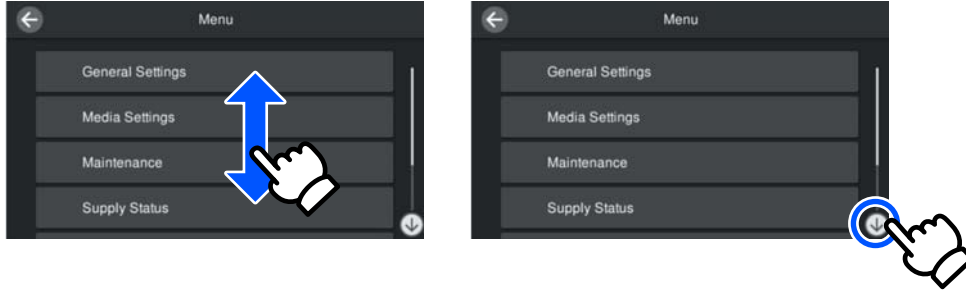 Menu
General Settings
Media Settings
Maintenance
Supply Status
Menu
General Settings
Media Settings
Maintenance
Supply Status